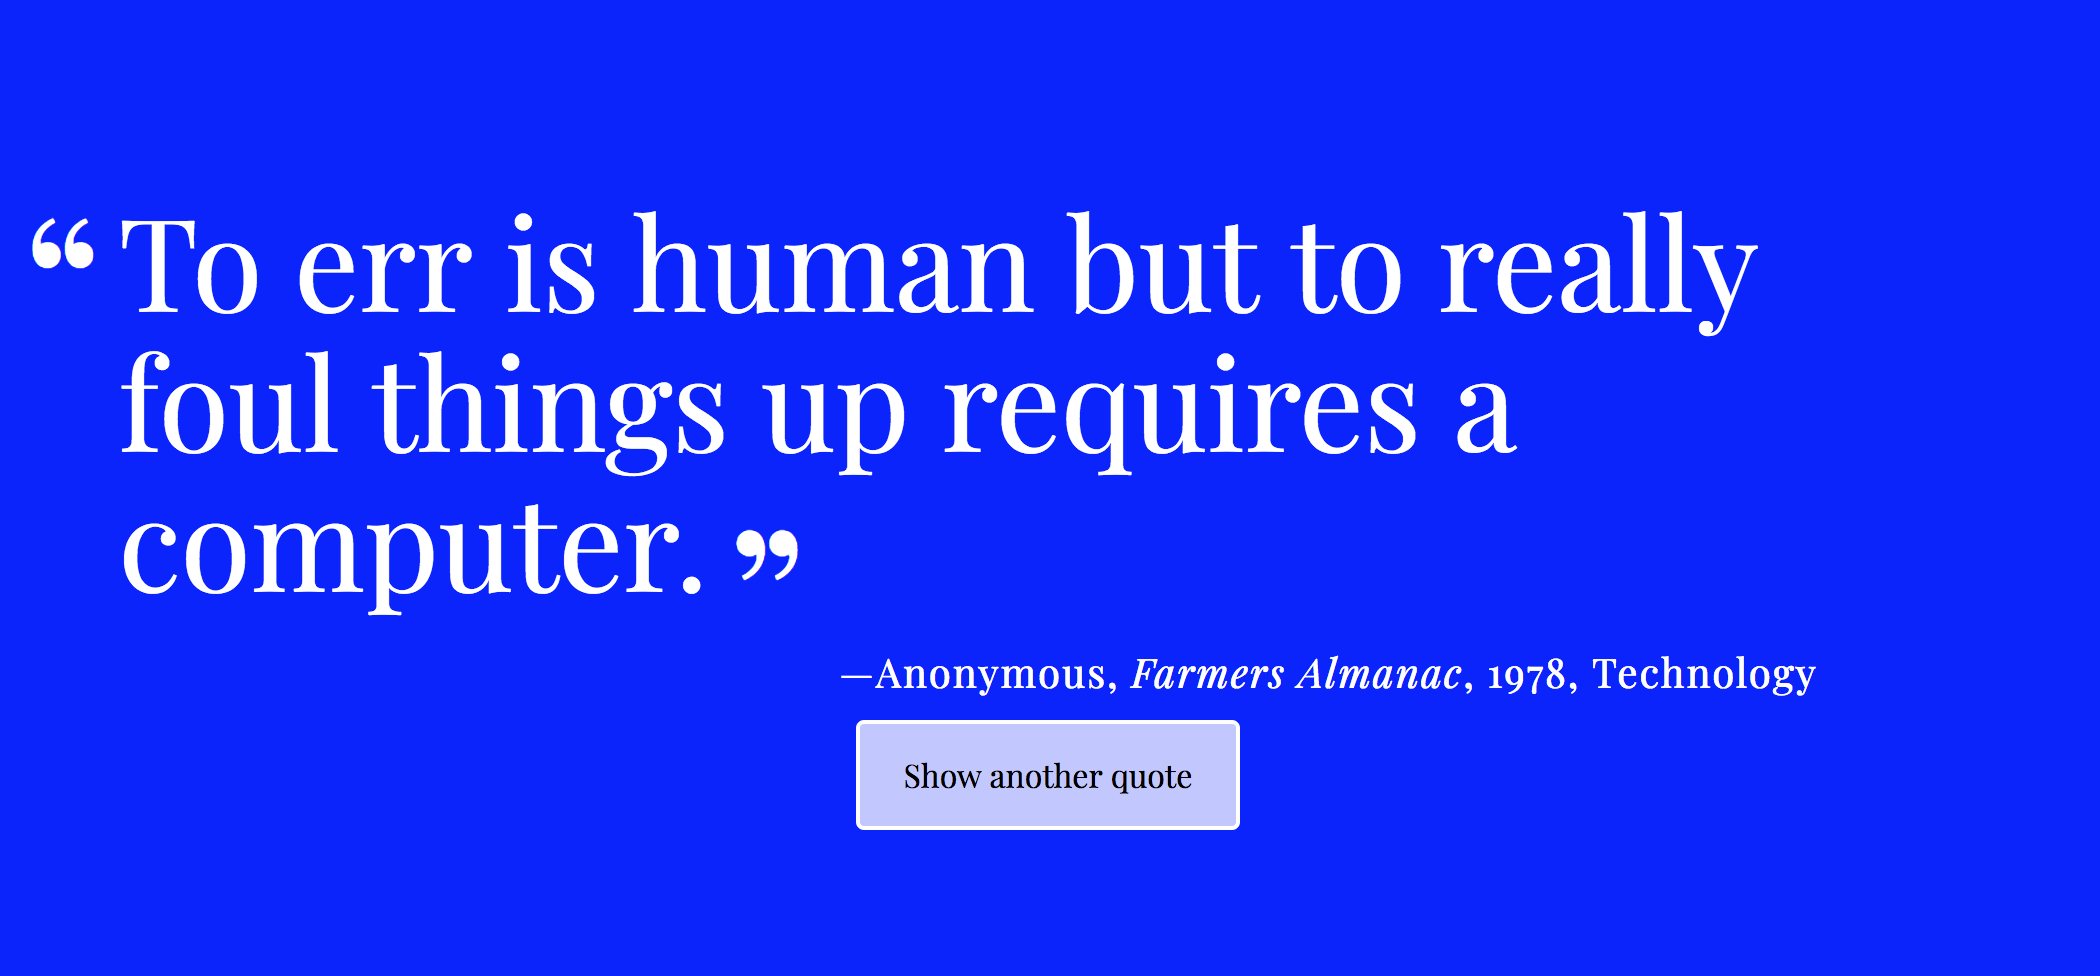 “To err is human but to really
foul things up requires a
computer.”
—Anonymous, Farmers Almanac, 1978, Technology
Show another quote